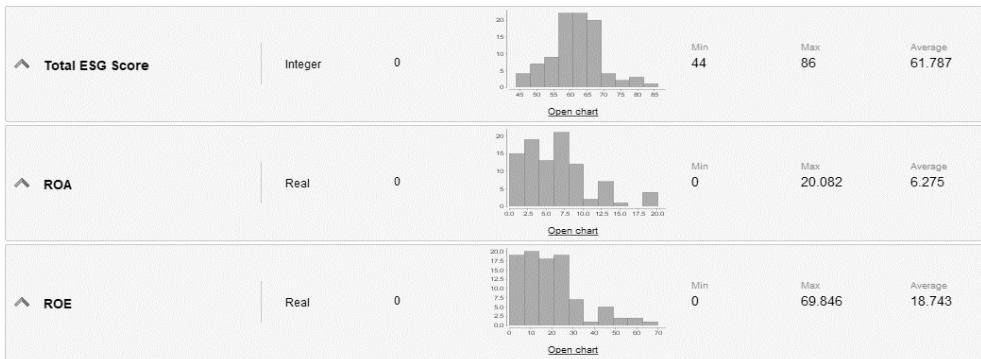 Total ESG Score
Integer
0
20
15
10
5
0
45 50 55 60 65 70 75 80 85
Open chart
Min
44
Max
86
Average
61.787
ROA
Real
0
20
15
10
5
0
0.0 2.5 5.0 7.5 10.0 12.5 15.0 17.5 20.0
Open chart
Min
0
Max
20.082
Average
6.275
ROE
Real
0
20.0
17.5
15.0
12.5
10.0
7.5
5.0
2.5
0.0
0 10 20 30 40 50 60 70
Open chart
Min
0
Max
69.846
Average
18.743